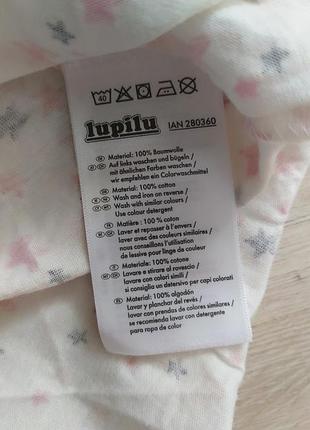 40
lupilu IAN 280360
Material: 100% Baumwolle
Auf links waschen und bügeln /
mit ähnlichen Farben waschen /
wir empfehlen ein Colorwaschmittel
Material: 100% cotton
Wash and iron on reverse /
Wash with similar colours /
Use colour detergent
Matière : 100% coton
Laver et repasser à l'envers /
laver avec des couleurs similaires /
nous conseillons l'utilisation
de lessive pour linge de couleur
Materiale: 100% cotone
Lavare e stirare al rovescio /
lavare con colori simili /
si consiglia un detersivo per capi colorati
Material: 100% algodón
Lavar y planchar del revés /
lavar con prendas de colores similares /
se recomienda lavar con detergente
para ropa de color